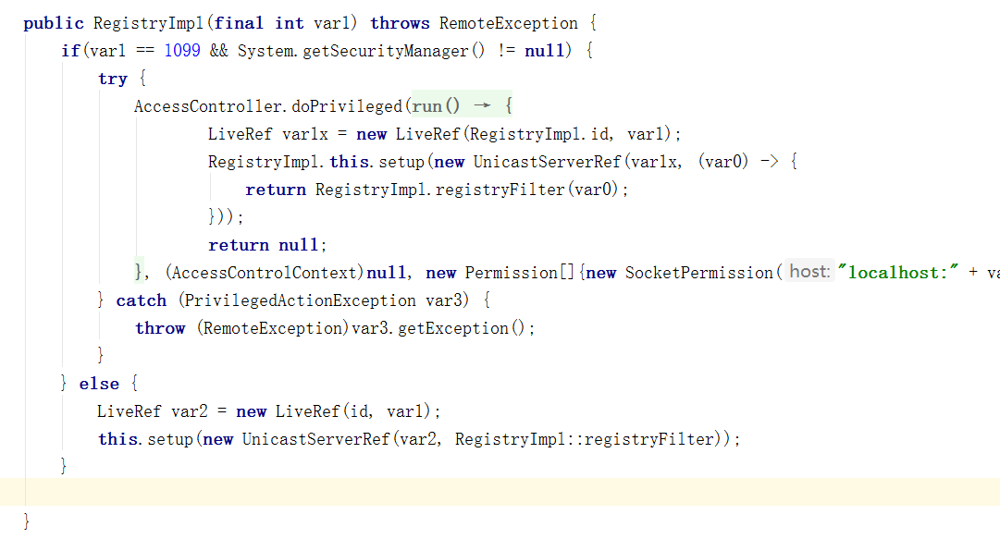 public RegistryImpl(final int var1) throws RemoteException {
if(var1 == 1099 && System.getSecurityManager() != null) {
try {
AccessController.doPrivileged(run() → {
LiveRef var1x = new LiveRef(RegistryImpl.id, var1);
RegistryImpl.this.setup(new UnicastServerRef(var1x, (var0) -> {
return RegistryImpl.registryFilter(var0);
}));
return null;
}, (AccessControlContext)null, new Permission[]{new SocketPermission( host: "localhost:" + va
} catch (PrivilegedActionException var3) {
throw (RemoteException)var3.getException();
}
} else {
LiveRef var2 = new LiveRef(id, var1);
this.setup(new UnicastServerRef(var2, RegistryImpl::registryFilter));
}
}